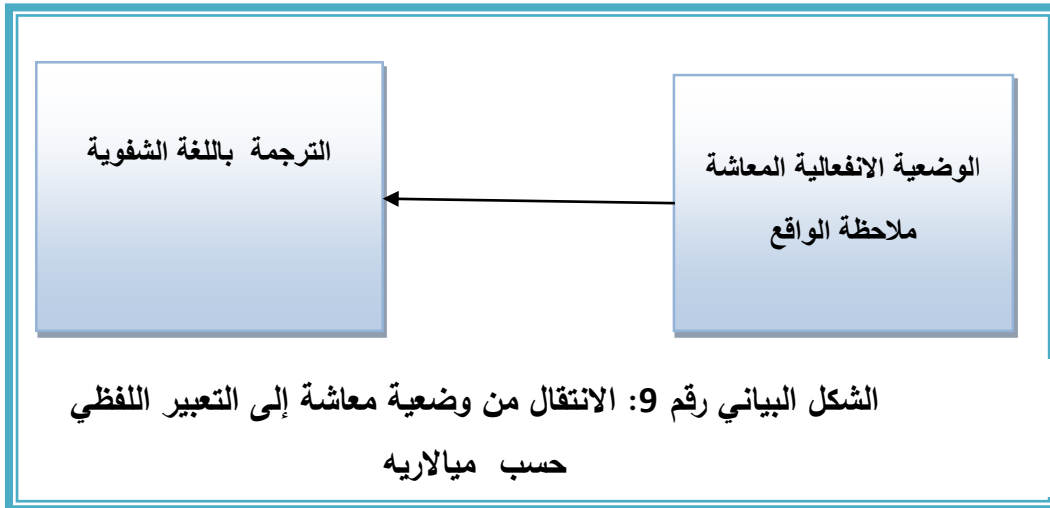 الوضعية الانفعالية المعاشة
ملاحظة الواقع
الترجمة باللغة الشفوية
الشكل البياني رقم 9: الانتقال من وضعية معاشة إلى التعبير اللفظي
حسب ميالاريه